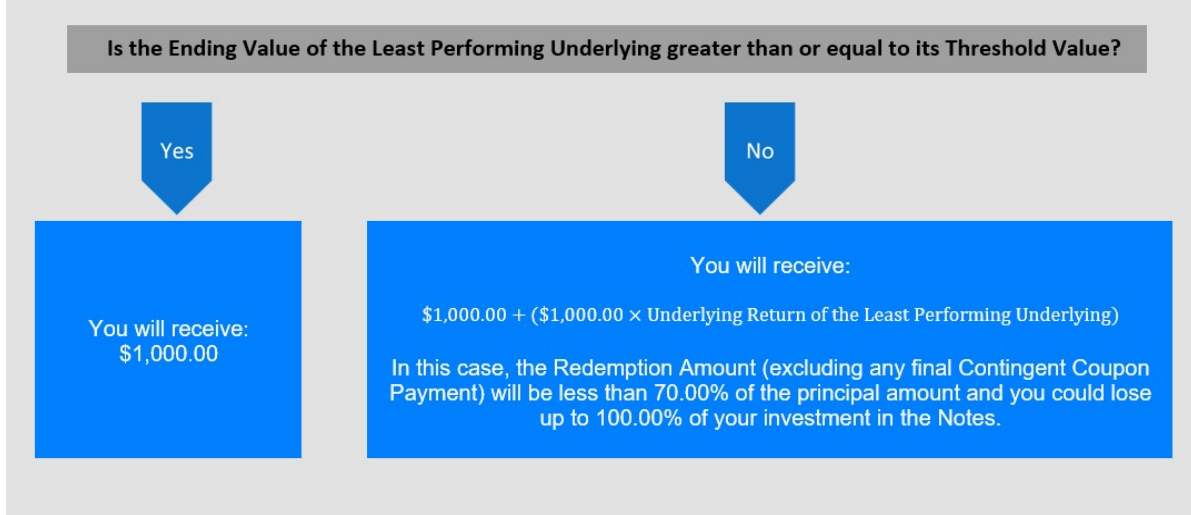 Is the Ending Value of the Least Performing Underlying greater than or equal to its Threshold Value?
Yes
No
You will receive:
$1,000.00
You will receive:
$1,000.00 + ($1,000.00 × Underlying Return of the Least Performing Underlying)
In this case, the Redemption Amount (excluding any final Contingent Coupon
Payment) will be less than 70.00% of the principal amount and you could lose
up to 100.00% of your investment in the Notes.